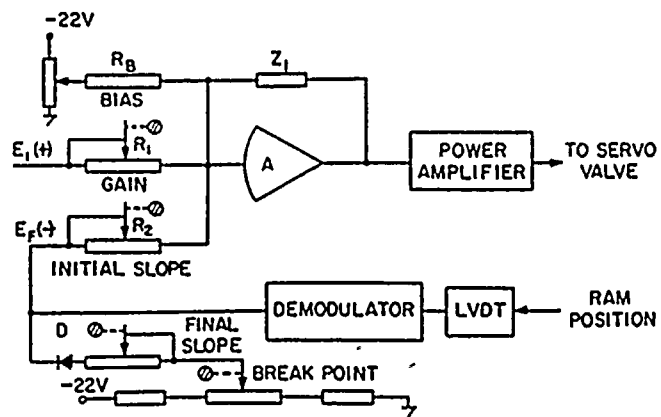 -22V
R_B
BIAS
Z_1
E_1(+)
R_1
GAIN
A
POWER AMPLIFIER
TO SERVO VALVE
E_F(-)
R_2
INITIAL SLOPE
DEMODULATOR
LVDT
RAM POSITION
D
FINAL SLOPE
-22V
BREAK POINT